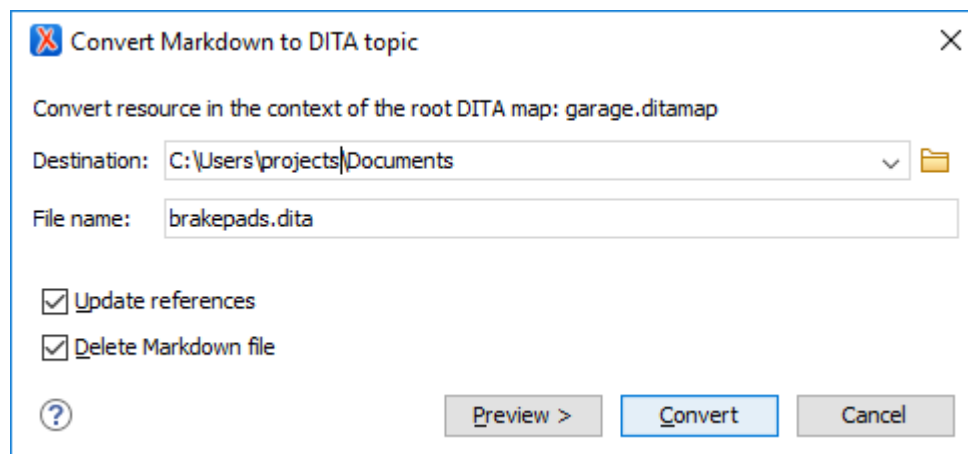 Convert Markdown to DITA topic
Convert resource in the context of the root DITA map: garage.ditamap
Destination: C:\Users\projects\Documents
File name: brakepads.dita
Update references
Delete Markdown file
? Preview > Convert Cancel